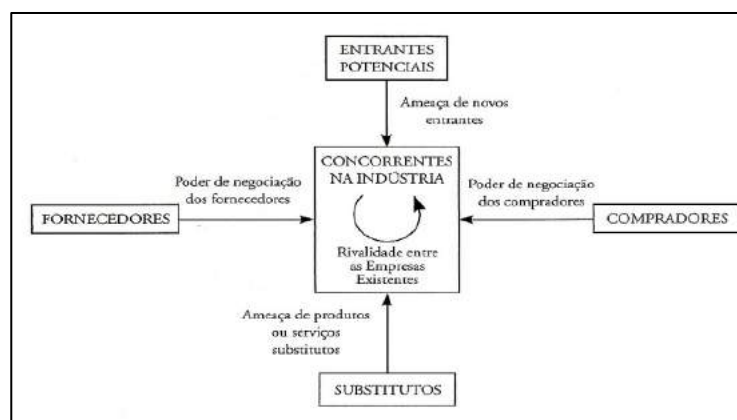 ENTRANTES
POTENCIAIS
Ameaça de novos
entrantes
CONCORRENTES
NA INDÚSTRIA
Poder de negociação
dos fornecedores
Poder de negociação
dos compradores
FORNECEDORES
COMPRADORES
Rivalidade entre
as Empresas
Existentes
Ameaça de produtos
ou serviços
substitutos
SUBSTITUTOS